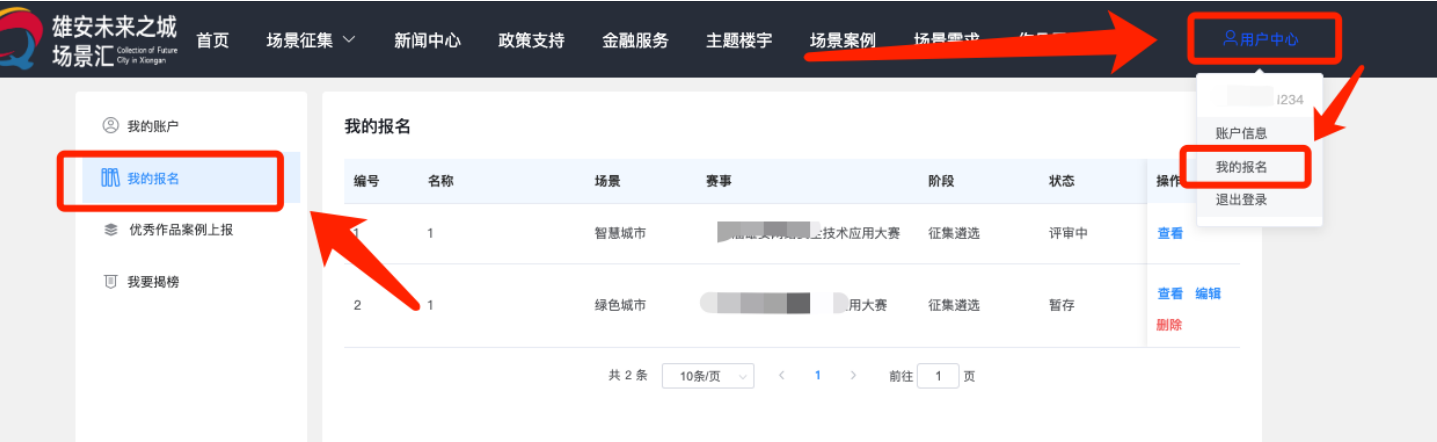 雄安未来之城
场景汇 Collection of Future City in Xiongan
首页 场景征集 新闻中心 政策支持 金融服务 主题楼宇 场景案例 场景需求
用户中心
1234
账户信息
我的报名
退出登录
我的账户
我的报名
优秀作品案例上报
我要揭榜
我的报名
编号 名称 场景 赛事 阶段 状态 操作
1 1 智慧城市 技术应用大赛 征集遴选 评审中 查看
2 1 绿色城市 用大赛 征集遴选 暂存 查看 编辑
删除
共 2 条 10条/页 1 前往 1 页